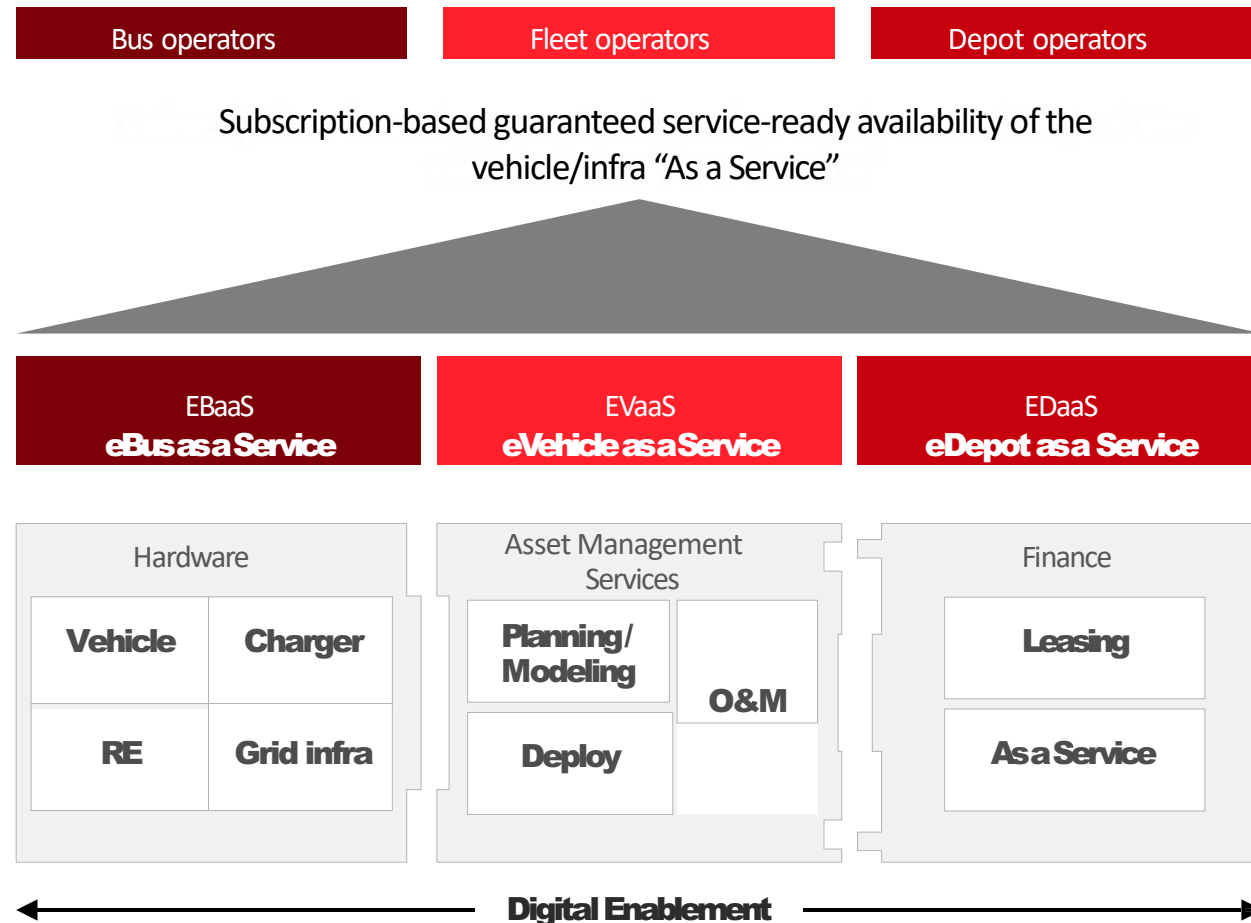 Bus operators
Fleet operators
Depot operators
Subscription-based guaranteed service-ready availability of the
vehicle/infra “As a Service”
EBaaS
eBus as a Service
EVaaS
eVehicle as a Service
EDaaS
eDepot as a Service
Hardware
Vehicle
Charger
RE
Grid infra
Asset Management
Services
Planning/
Modeling
O&M
Deploy
Finance
Leasing
As a Service
Digital Enablement